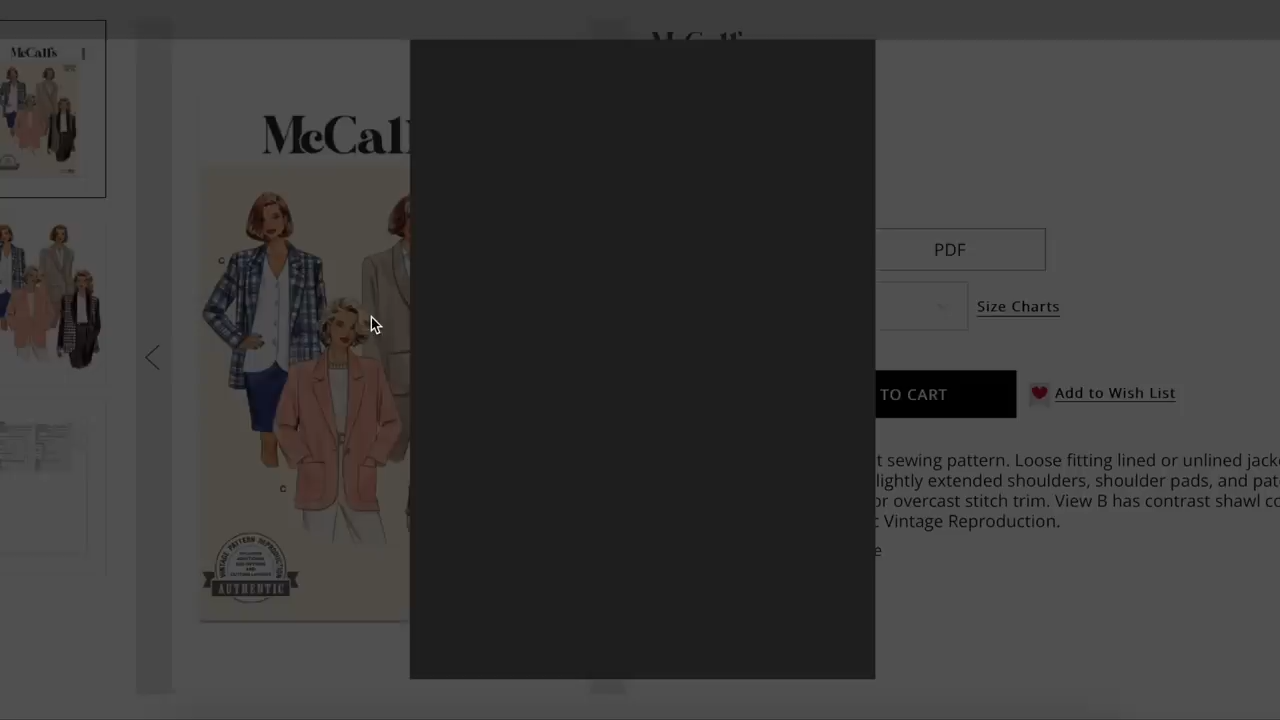 McCall's
McCall
PDF
Size Charts
TO CART
Add to Wish List
t sewing pattern. Loose fitting lined or unlined jack
lightly extended shoulders, shoulder pads, and pat
or overcast stitch trim. View B has contrast shawl co
t Vintage Reproduction.
e
G
C
AUTHENTIC